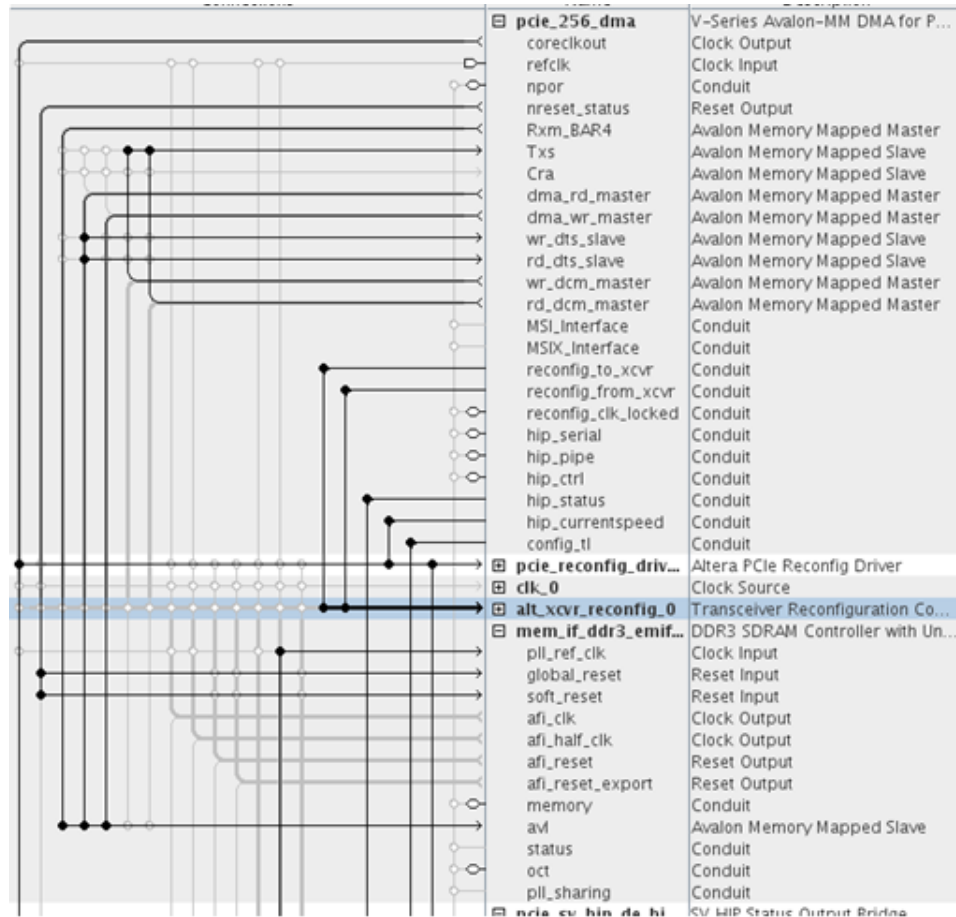 Connections Name Description
pcie_256_dma V-Series Avalon-MM DMA for P...
coreclkout Clock Output
refclk Clock Input
npor Conduit
nreset_status Reset Output
Rxm_BAR4 Avalon Memory Mapped Master
Txs Avalon Memory Mapped Slave
Cra Avalon Memory Mapped Slave
dma_rd_master Avalon Memory Mapped Master
dma_wr_master Avalon Memory Mapped Master
wr_dts_slave Avalon Memory Mapped Slave
rd_dts_slave Avalon Memory Mapped Slave
wr_dcm_master Avalon Memory Mapped Master
rd_dcm_master Avalon Memory Mapped Master
MSI_Interface Conduit
MSIX_Interface Conduit
reconfig_to_xcvr Conduit
reconfig_from_xcvr Conduit
reconfig_clk_locked Conduit
hip_serial Conduit
hip_pipe Conduit
hip_ctrl Conduit
hip_status Conduit
hip_currentspeed Conduit
config_tl Conduit
pcie_reconfig_driv... Altera PCIe Reconfig Driver
clk_0 Clock Source
alt_xcvr_reconfig_0 Transceiver Reconfiguration Co...
mem_if_ddr3_emif... DDR3 SDRAM Controller with Un...
pll_ref_clk Clock Input
global_reset Reset Input
soft_reset Reset Input
afi_clk Clock Output
afi_half_clk Clock Output
afi_reset Reset Output
afi_reset_export Reset Output
memory Conduit
avl Avalon Memory Mapped Slave
status Conduit
oct Conduit
pll_sharing Conduit
SV HIP Status Output Bridge